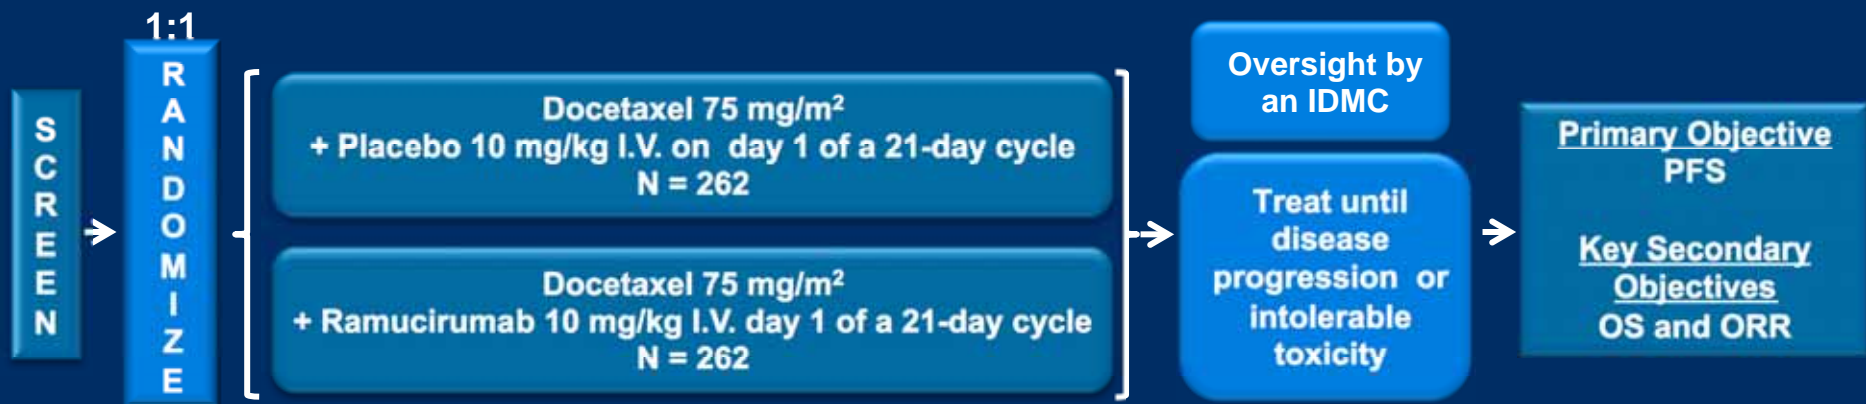 SCREEN
1:1
RANDOMIZE
Docetaxel 75 mg/m²
+ Placebo 10 mg/kg I.V. on day 1 of a 21-day cycle
N = 262
Docetaxel 75 mg/m²
+ Ramucirumab 10 mg/kg I.V. day 1 of a 21-day cycle
N = 262
Oversight by
an IDMC
Treat until
disease
progression or
intolerable
toxicity
Primary Objective
PFS
Key Secondary
Objectives
OS and ORR